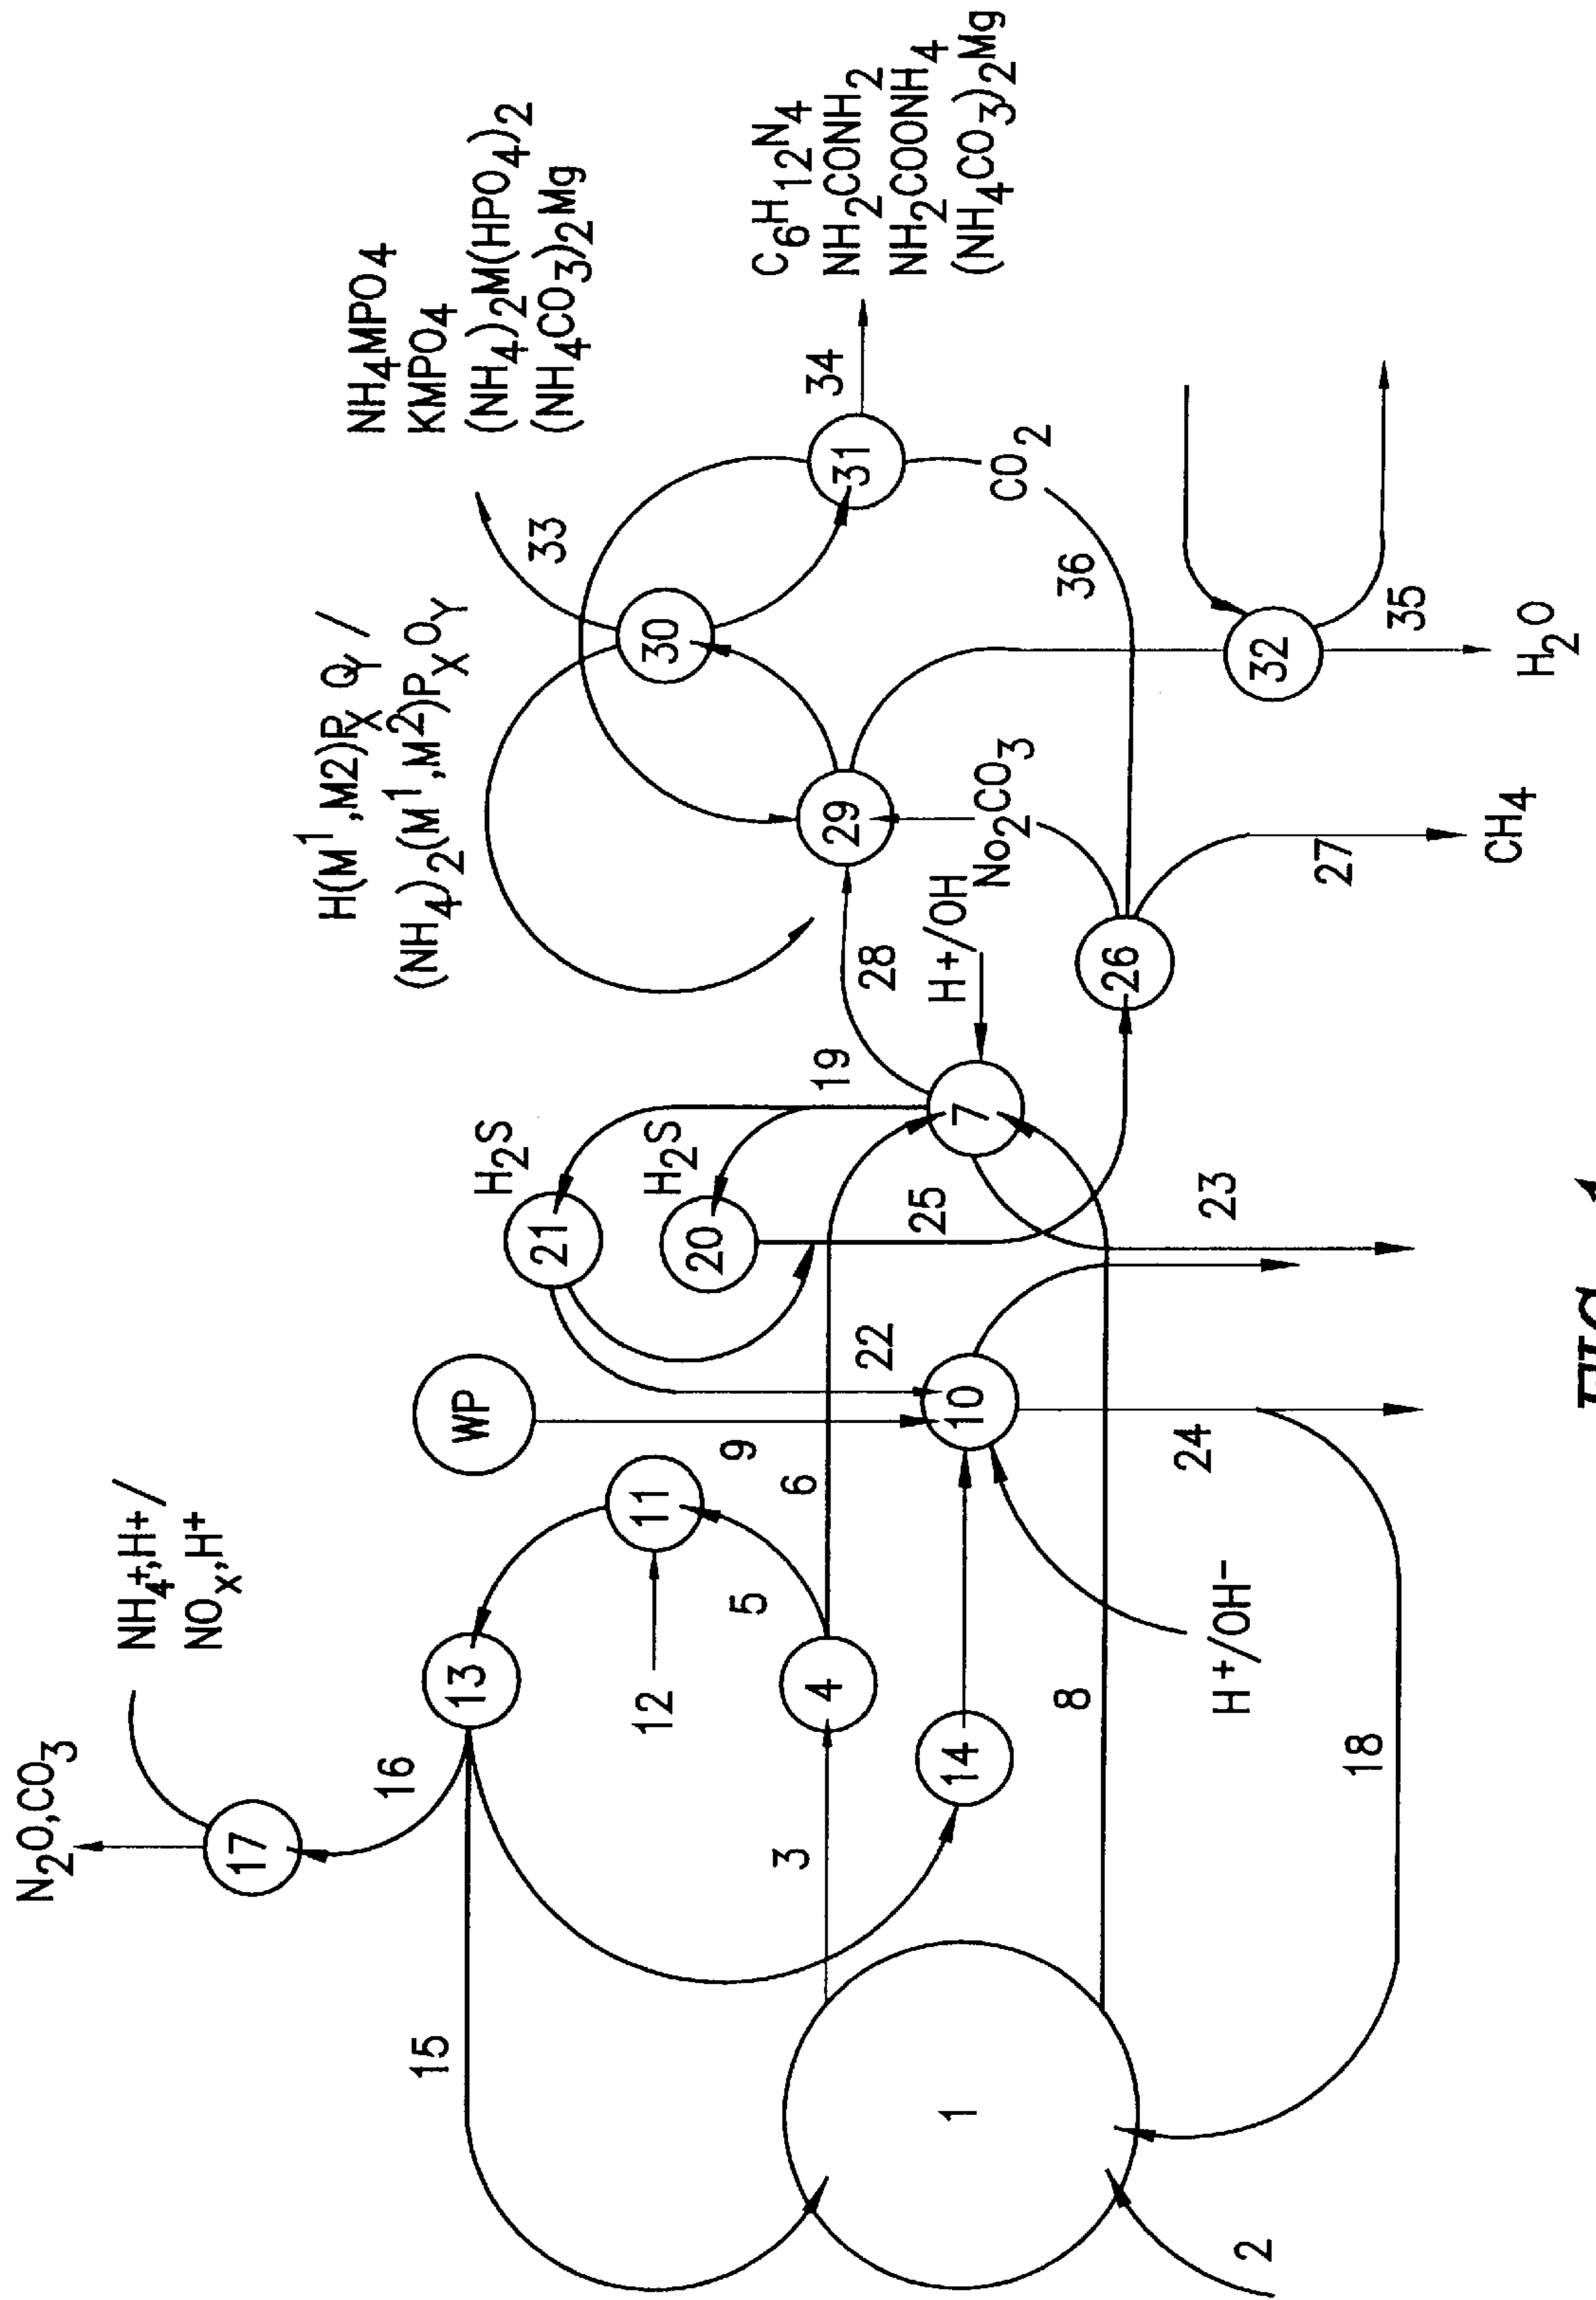 N2O,CO3
NH4+,H+/
NOx,H+
17
16
13
15
12
11
5
WP
9
6
3
4
14
1
2
8
18
H+/OH-
24
10
22
21
H2S
20
H2S
25
23
19
7
H+/OH
28
H(M1,M2)PX QY /
(NH4)2(M1,M2)PXOY
29
No2CO3
26
27
CH4
30
33
NH4MPO4
KMPO4
(NH4)2M(HPO4)2
(NH4CO3)2Mg
31
34
C6H12N4
NH2CONH2
NH2COONH4
(NH4CO3)2Mg
CO2
36
32
35
H2O